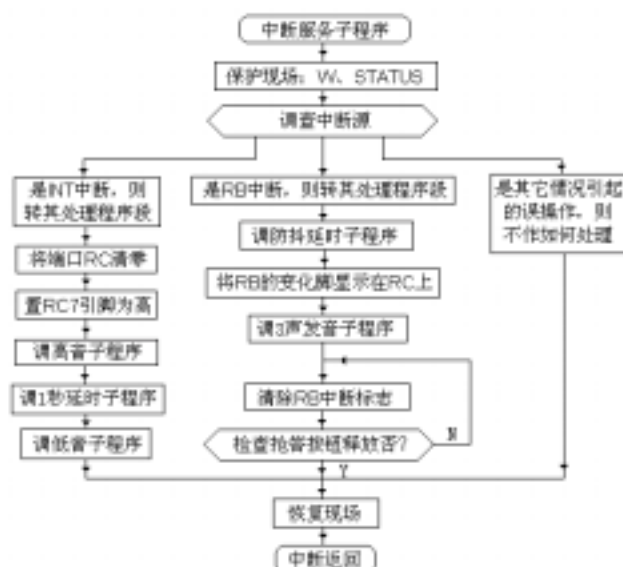 中断服务子程序
保护现场：W、STATUS
调查中断源
是INT中断，则
转其处理程序段
将端口RC清零
置RC7引脚为高
调高音子程序
调1秒延时子程序
调低音子程序
是RB中断，则转其处理程序段
调防抖延时子程序
将RB的变化脚显示在RC上
调3声发音子程序
清除RB中断标志
检查抢答按钮释放否？
N
Y
是其它情况引起
的误操作，则
不作如何处理
恢复现场
中断返回